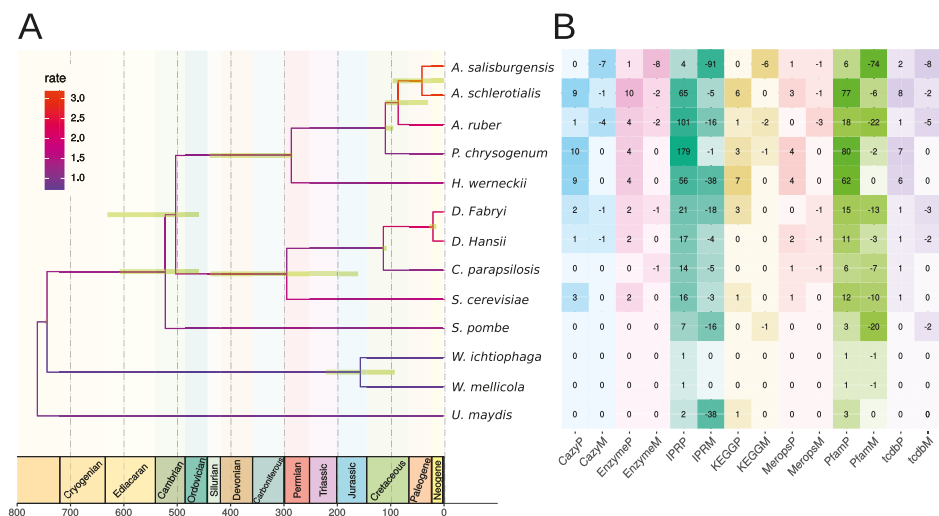 A
B
rate
3.0
2.5
2.0
1.5
1.0
A. salisburgensis
A. schlerotialis
A. ruber
P. chrysogenum
H. werneckii
D. Fabryi
D. Hansii
C. parapsilosis
S. cerevisiae
S. pombe
W. ichtiophaga
W. mellicola
U. maydis
Cryogenian
Ediacaran
Cambrian
Ordovician
Silurian
Devonian
Carboniferous
Permian
Triassic
Jurassic
Cretaceous
Paleogene
Neogene
800 700 600 500 400 300 200 100 0
0 -7 1 -8 4 -91 0 -6 1 -1 6 -74 2 -8
9 -1 10 -2 65 -5 6 0 3 -1 77 -6 8 -2
1 -4 4 -2 101 -16 1 -2 0 -3 18 -22 1 -5
10 0 4 0 179 -1 3 -1 4 0 80 -2 7 0
9 0 4 0 56 -38 7 0 4 0 62 0 6 0
2 -1 2 -1 21 -18 3 0 0 -1 15 -13 1 -3
1 -1 2 0 17 -4 0 0 2 -1 11 -3 1 -2
0 0 0 -1 14 -5 0 0 1 -1 6 -7 1 0
3 0 2 0 16 -3 1 0 1 0 12 -10 1 0
0 0 0 0 7 -16 0 -1 0 0 3 -20 0 -2
0 0 0 0 1 0 0 0 0 0 1 -1 0 0
0 0 0 0 1 0 0 0 0 0 1 -1 0 0
0 0 0 0 2 -38 1 0 0 0 3 0 0 0
CazyP CazyM EnzymeP EnzymeM IPRP IPRM KEGGP KEGGM MeropsP MeropsM PfamP PfamM tcdbP tcdbM